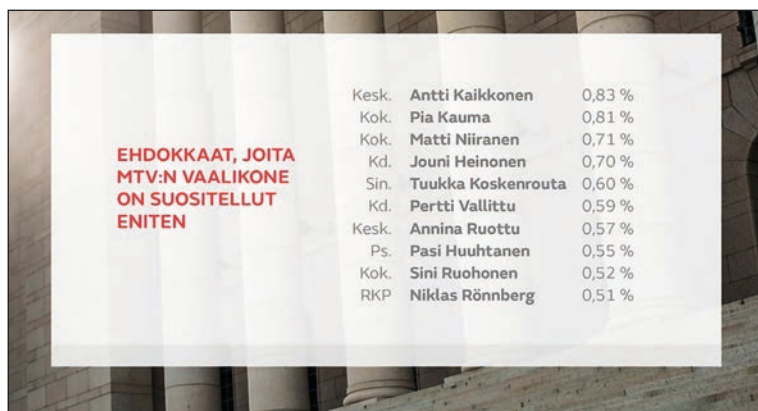 EHDOKKAAT, JOITA
MTV:N VAALIKONE
ON SUOSITELLUT
ENITEN
Kesk. Antti Kaikkonen 0,83 %
Kok. Pia Kauma 0,81 %
Kok. Matti Niiranen 0,71 %
Kd. Jouni Heinonen 0,70 %
Sin. Tuukka Koskenrouta 0,60 %
Kd. Pertti Vallittu 0,59 %
Kesk. Annina Ruottu 0,57 %
Ps. Pasi Huuhtanen 0,55 %
Kok. Sini Ruohonen 0,52 %
RKP Niklas Rönnberg 0,51 %